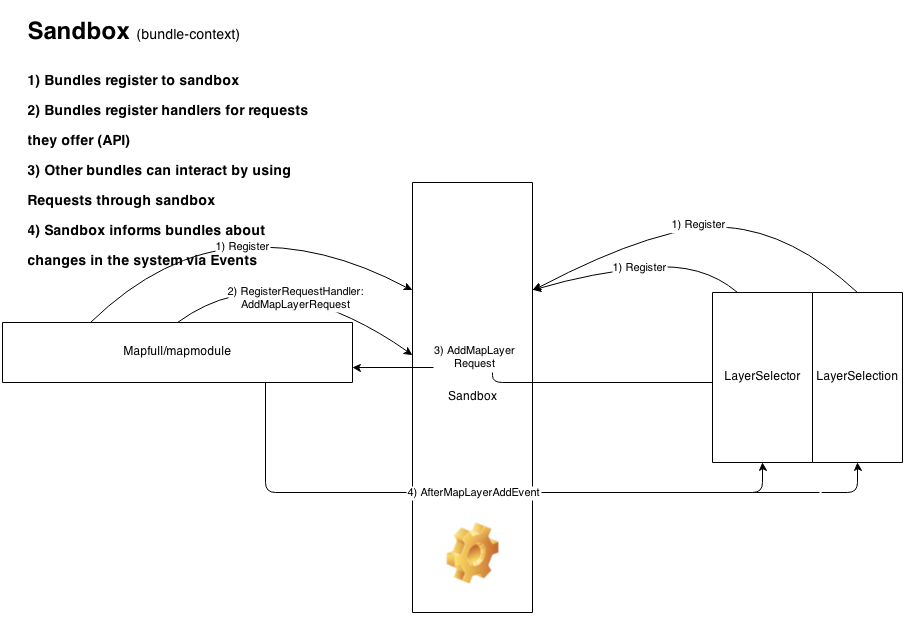 Sandbox (bundle-context)
1) Bundles register to sandbox
2) Bundles register handlers for requests
they offer (API)
3) Other bundles can interact by using
Requests through sandbox
4) Sandbox informs bundles about
changes in the system via Events
1) Register
1) Register
1) Register
2) RegisterRequestHandler:
AddMapLayerRequest
Mapfull/mapmodule
3) AddMapLayer
Request
Sandbox
LayerSelector
LayerSelection
4) AfterMapLayerAddEvent